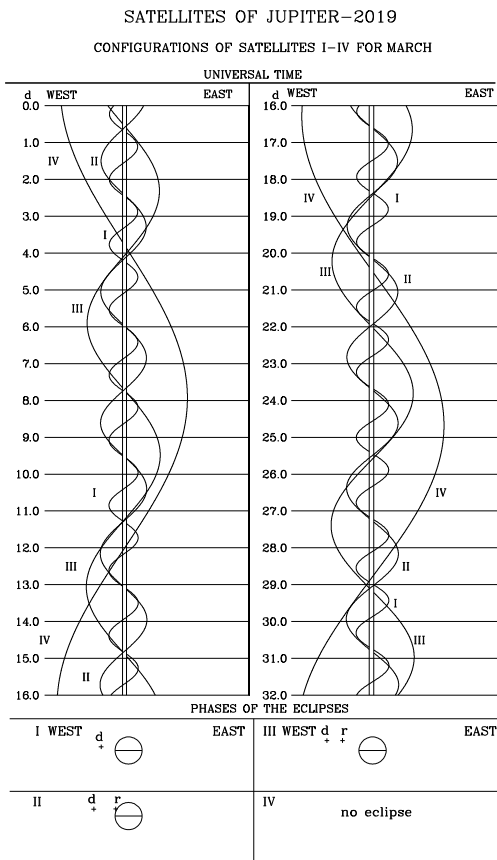 SATELLITES OF JUPITER–2019
CONFIGURATIONS OF SATELLITES I–IV FOR MARCH
UNIVERSAL TIME
d WEST EAST
0.0
1.0
IV II
2.0
3.0
I
4.0
5.0
III
6.0
7.0
8.0
9.0
10.0
I
11.0
12.0
III
13.0
14.0
IV
15.0
II
16.0
d WEST EAST
16.0
17.0
18.0
IV I
19.0
20.0
III II
21.0
22.0
23.0
24.0
25.0
26.0
IV
27.0
28.0
II
29.0
I
30.0
III
31.0
32.0
PHASES OF THE ECLIPSES
I WEST EAST
d
III WEST EAST
d r
II
d r
IV
no eclipse